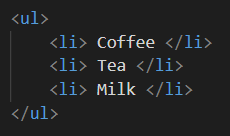 <ul>
    <li> Coffee </li>
    <li> Tea </li>
    <li> Milk </li>
</ul>